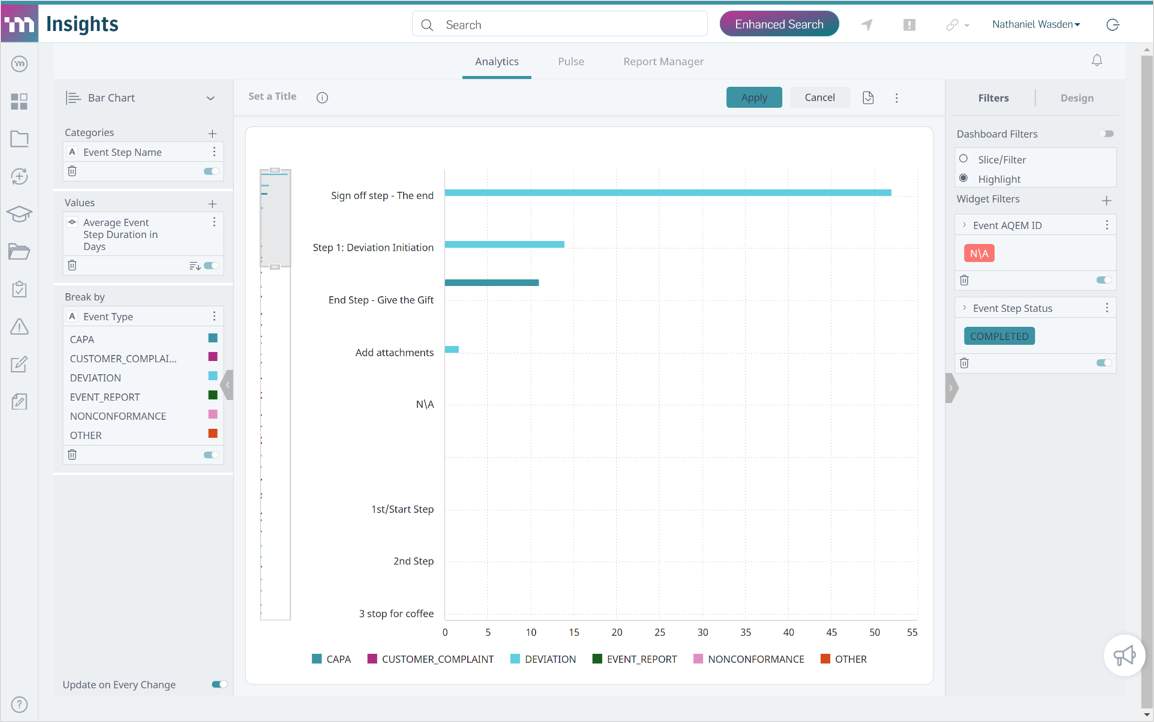 m Insights
Search
Enhanced Search
Nathaniel Wasden
Analytics
Pulse
Report Manager
Bar Chart
Categories
A Event Step Name
Values
Average Event
Step Duration in
Days
Break by
A Event Type
CAPA
CUSTOMER_COMPLAI...
DEVIATION
EVENT_REPORT
NONCONFORMANCE
OTHER
Update on Every Change
Set a Title
Apply
Cancel
Sign off step - The end
Step 1: Deviation Initiation
End Step - Give the Gift
Add attachments
N\A
1st/Start Step
2nd Step
3 stop for coffee
0 5 10 15 20 25 30 35 40 45 50 55
CAPA CUSTOMER_COMPLAINT DEVIATION EVENT_REPORT NONCONFORMANCE OTHER
Filters
Design
Dashboard Filters
Slice/Filter
Highlight
Widget Filters
Event AQEM ID
N\A
Event Step Status
COMPLETED